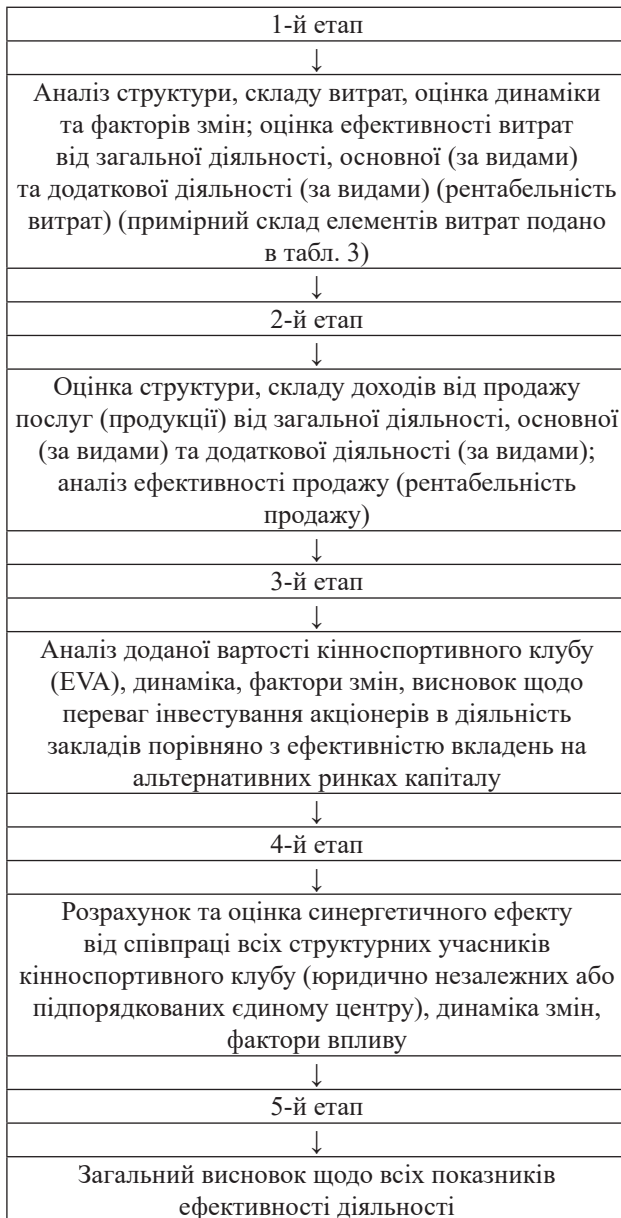 1-й етап
↓
Аналіз структури, складу витрат, оцінка динаміки
та факторів змін; оцінка ефективності витрат
від загальної діяльності, основної (за видами)
та додаткової діяльності (за видами) (рентабельність
витрат) (примірний склад елементів витрат подано
в табл. 3)
↓
2-й етап
↓
Оцінка структури, складу доходів від продажу
послуг (продукції) від загальної діяльності, основної
(за видами) та додаткової діяльності (за видами);
аналіз ефективності продажу (рентабельність
продажу)
↓
3-й етап
↓
Аналіз доданої вартості кінноспортивного клубу
(EVA), динаміка, фактори змін, висновок щодо
переваг інвестування акціонерів в діяльність
закладів порівняно з ефективністю вкладень на
альтернативних ринках капіталу
↓
4-й етап
↓
Розрахунок та оцінка синергетичного ефекту
від співпраці всіх структурних учасників
кінноспортивного клубу (юридично незалежних або
підпорядкованих єдиному центру), динаміка змін,
фактори впливу
↓
5-й етап
↓
Загальний висновок щодо всіх показників
ефективності діяльності